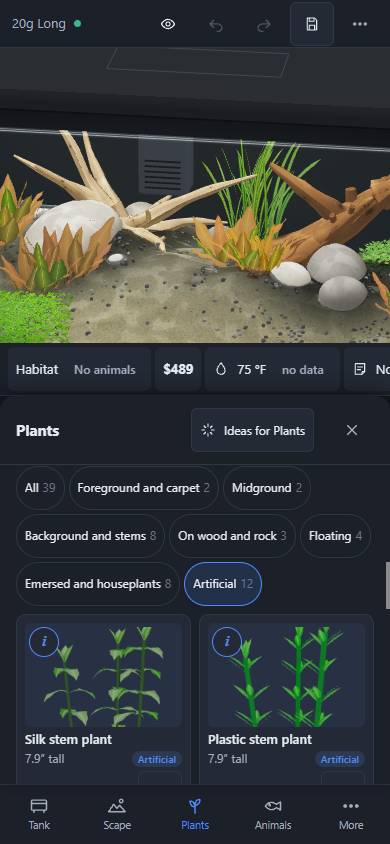 20g Long
Habitat No animals $489 75 °F no data
Plants Ideas for Plants
All 39 Foreground and carpet 2 Midground 2
Background and stems 8 On wood and rock 3 Floating 4
Emersed and houseplants 8 Artificial 12
i i
Silk stem plant Plastic stem plant
7.9" tall Artificial 7.9" tall Artificial
Tank Scape Plants Animals More